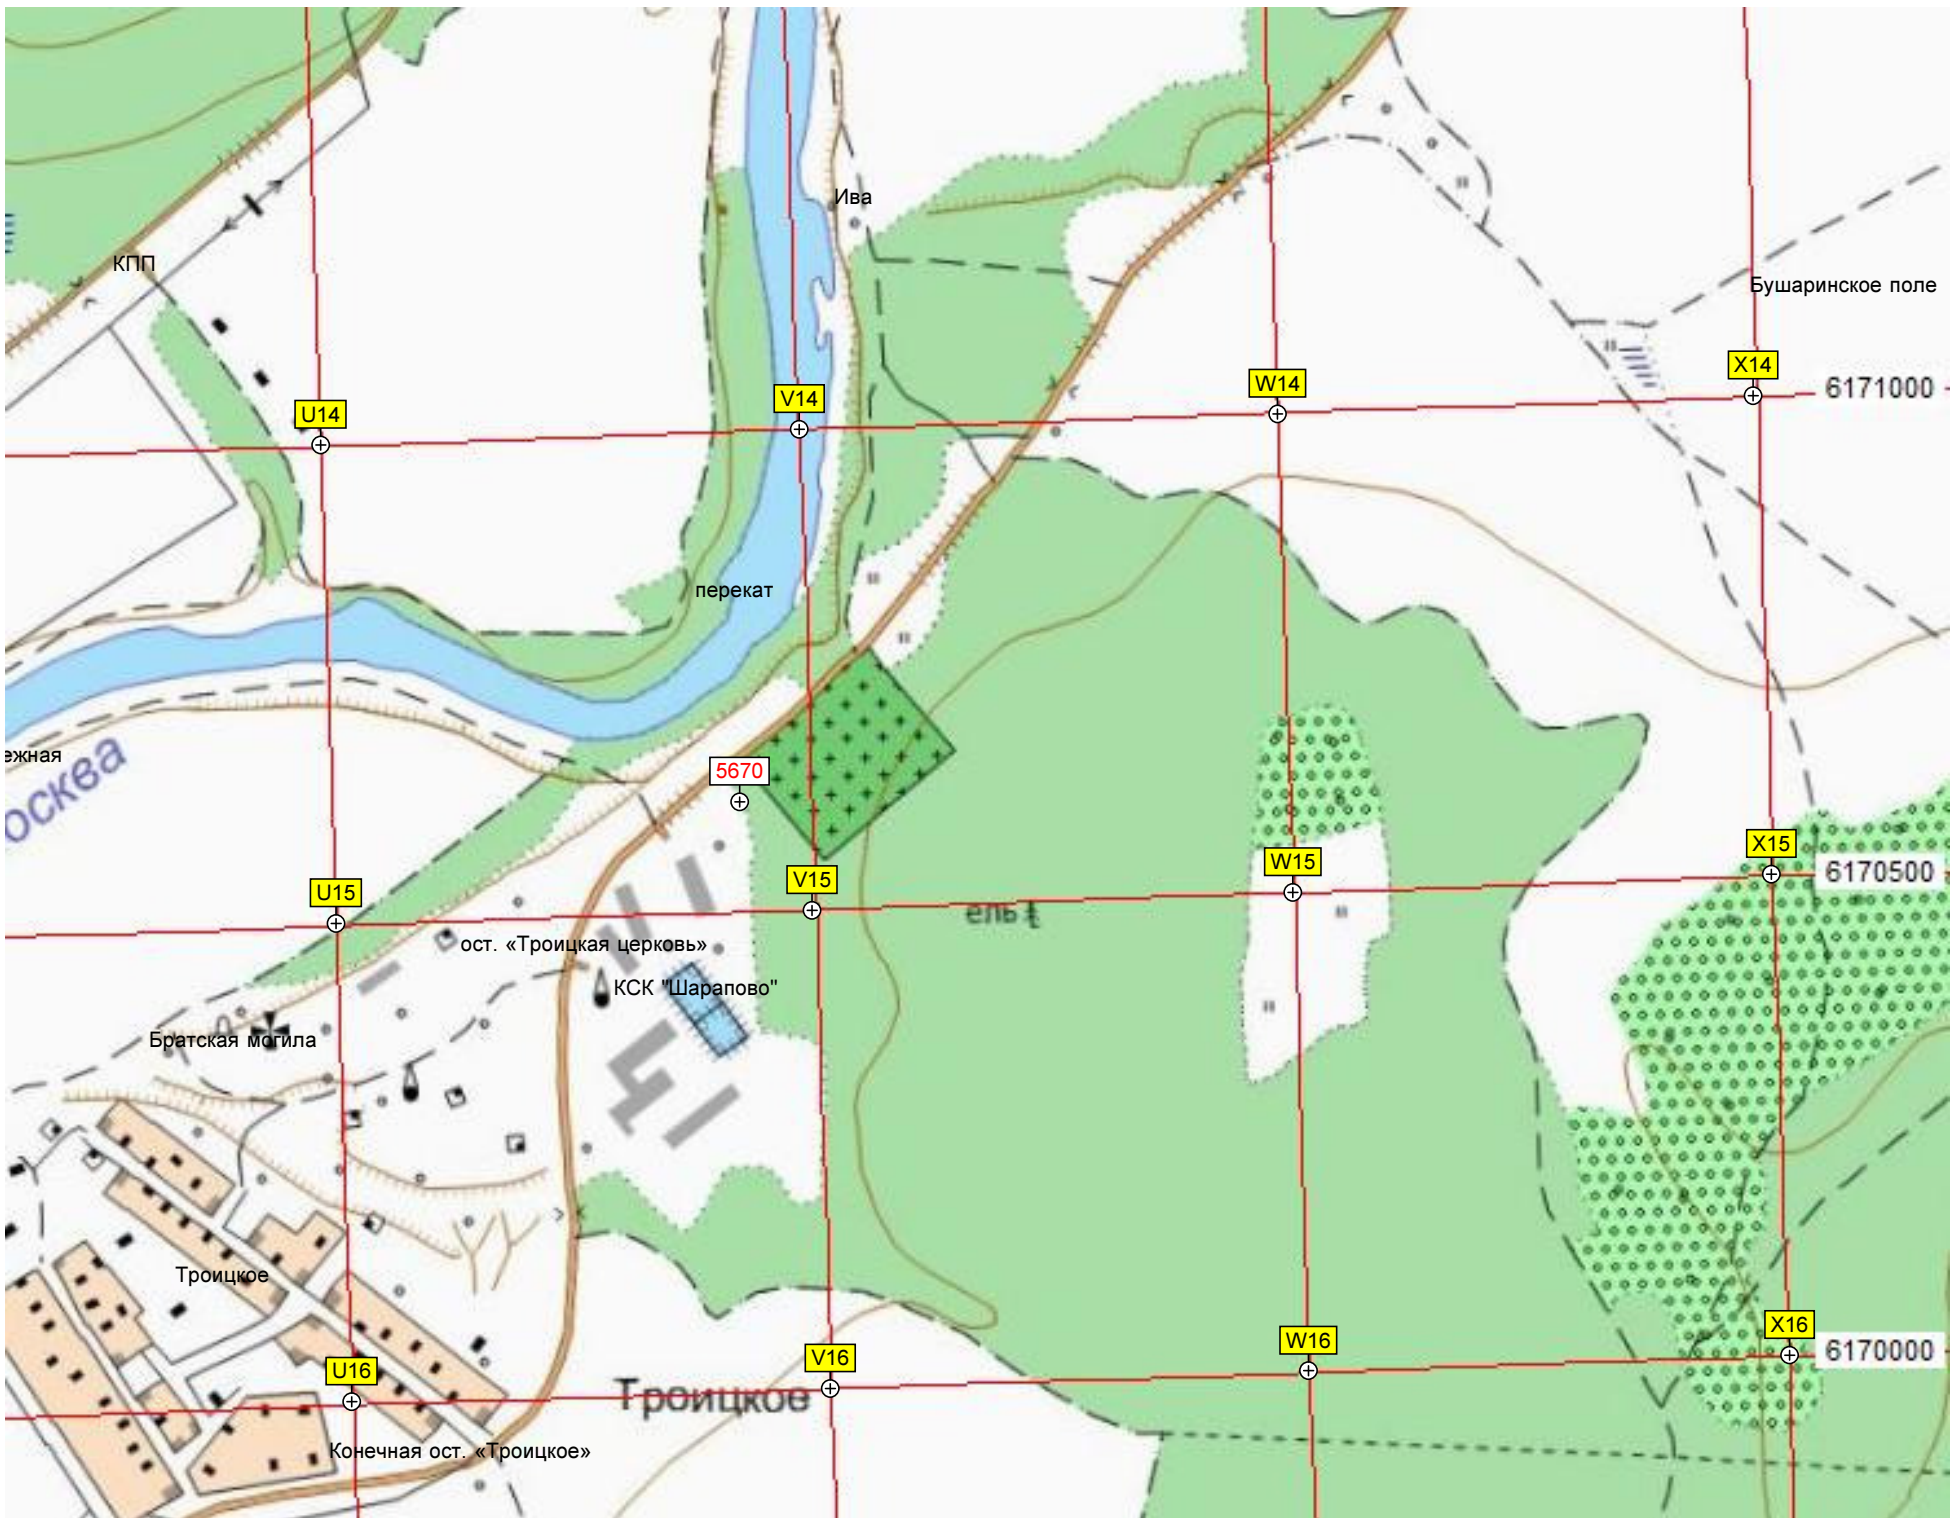 Ива
КПП
Бушаринское поле
X14
6171000
W14
V14
U14
перекат
ежная
осква
5670
X15
6170500
W15
V15
U15
ель
ост. «Троицкая церковь»
КСК "Шарапово"
Братская могила
Троицкое
X16
6170000
W16
V16
U16
Троицкое
Конечная ост. «Троицкое»